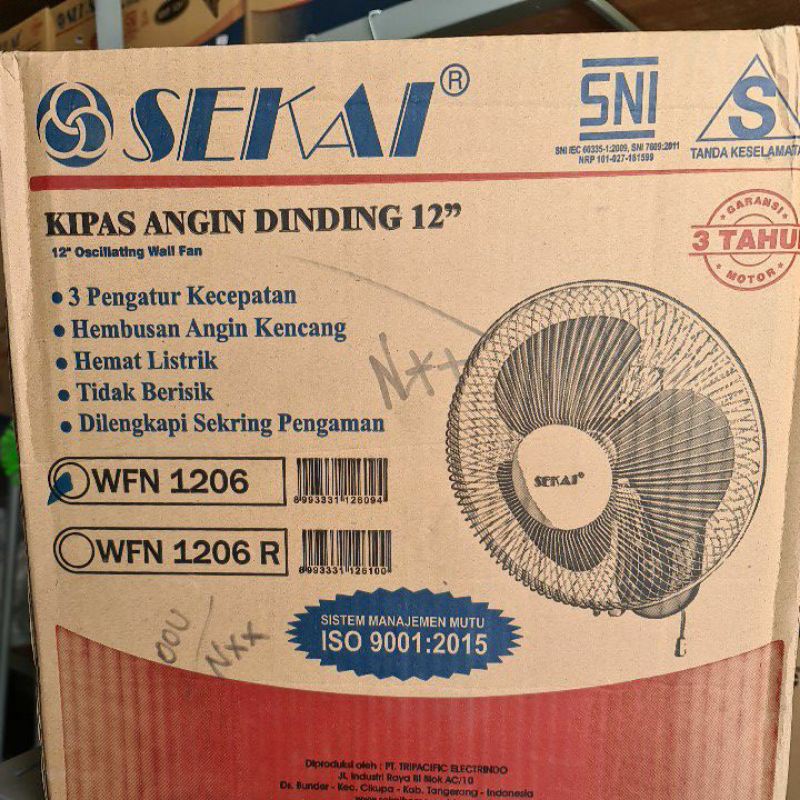 SEKAI®
SNI
SNI IEC 60335-1:2009, SNI 7609:2011
NRP 101-027-161599
S
TANDA KESELAMATA
KIPAS ANGIN DINDING 12”
12" Oscillating Wall Fan
GARANSI
3 TAHU
MOTOR
• 3 Pengatur Kecepatan
• Hembusan Angin Kencang
• Hemat Listrik
• Tidak Berisik
• Dilengkapi Sekring Pengaman
N++
SEKAI®
WFN 1206
8993331126094
WFN 1206 R
8993331126100
00U
N××
SISTEM MANAJEMEN MUTU
ISO 9001:2015
Diproduksi oleh : PT. TRIPACIFIC ELECTRINDO
Jl. Industri Raya III Blok AC/10
Ds. Bunder - Kec. Cikupa - Kab. Tangerang - Indonesia